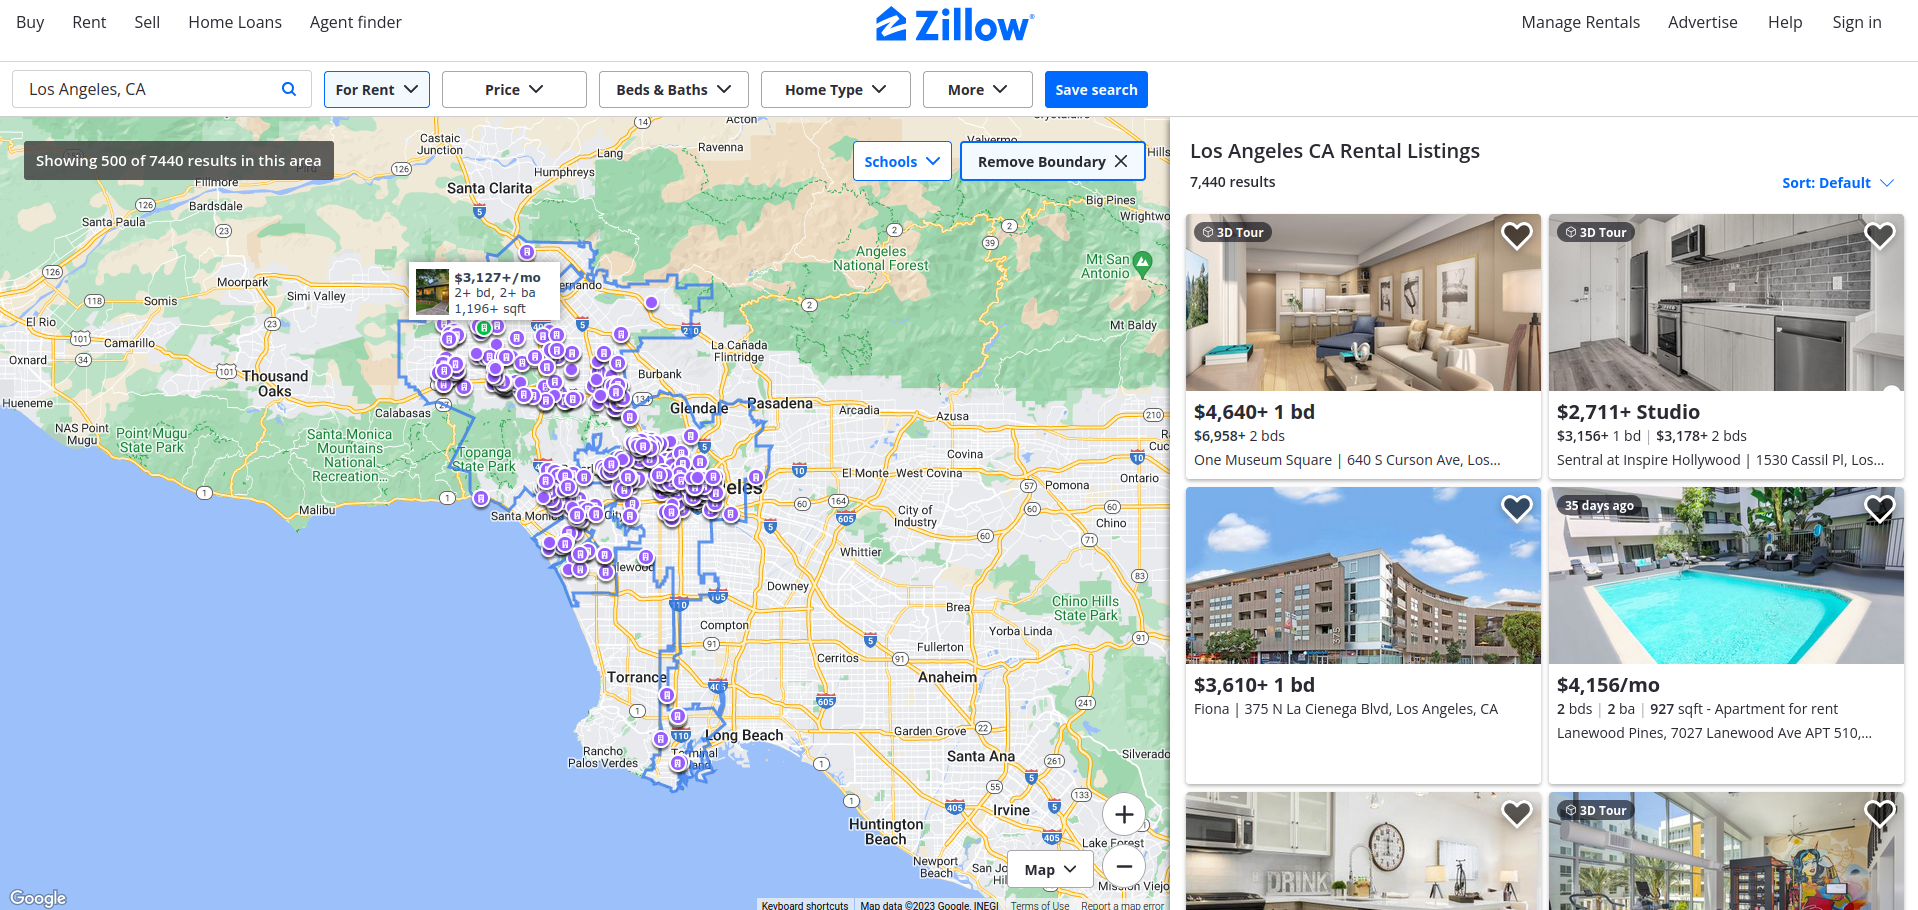 Buy
Rent
Sell
Home Loans
Agent finder
Zillow
Manage Rentals
Advertise
Help
Sign in
Los Angeles, CA
For Rent
Price
Beds & Baths
Home Type
More
Save search
Showing 500 of 7440 results in this area
Schools
Remove Boundary
Acton
Castaic
Junction
Lang
Ravenna
Valvermo
Hills
Humphreys
Fillmore
Santa Clarita
Bardsdale
Santa Paula
Big Pines
Wrightwo
Angeles
National Forest
Mt San
Antonio
Moorpark
Simi Valley
Somis
ernando
$3,127+/mo
2+ bd, 2+ ba
1,196+ sqft
El Rio
Camarillo
Oxnard
Mt Baldy
La Cañada
Flintridge
Thousand
Oaks
Burbank
Hueneme
Calabasas
Glendale
Pasadena
Arcadia
Azusa
NAS Point
Mugu
Point Mugu
State Park
Santa Monica
Mountains
National
Recreation...
Topanga
State Park
Covina
El Monte
West Covina
Pomona
Ontario
eles
Malibu
Santa Moni
City of
Industry
Chino
Whittier
lewood
Downey
Brea
Chino Hills
State Park
Compton
Yorba Linda
Fullerton
Cerritos
Anaheim
Torrance
Garden Grove
Long Beach
Rancho
Palos Verdes
Santa Ana
Silverado
Irvine
Huntington
Beach
Lake Forest
Newport
Beach
San Jo
Hil
Mission Viejo
Map
Google
Keyboard shortcuts
Map data ©2023 Google, INEGI
Terms of Use
Report a map error
Los Angeles CA Rental Listings
7,440 results
Sort: Default
3D Tour
$4,640+ 1 bd
$6,958+ 2 bds
One Museum Square | 640 S Curson Ave, Los...
3D Tour
$2,711+ Studio
$3,156+ 1 bd | $3,178+ 2 bds
Sentral at Inspire Hollywood | 1530 Cassil Pl, Los...
$3,610+ 1 bd
Fiona | 375 N La Cienega Blvd, Los Angeles, CA
35 days ago
$4,156/mo
2 bds | 2 ba | 927 sqft - Apartment for rent
Lanewood Pines, 7027 Lanewood Ave APT 510,...
DRINK
3D Tour